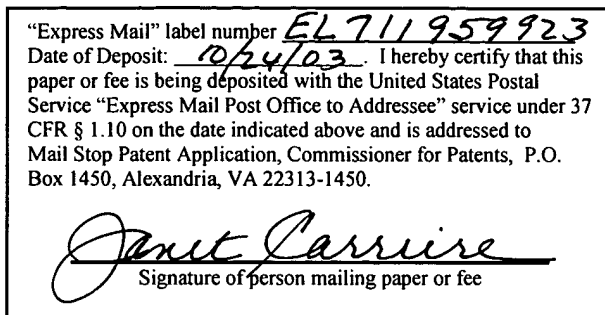 “Express Mail” label number EL711959923
Date of Deposit: 10/24/03. I hereby certify that this
paper or fee is being deposited with the United States Postal
Service “Express Mail Post Office to Addressee” service under 37
CFR § 1.10 on the date indicated above and is addressed to
Mail Stop Patent Application, Commissioner for Patents, P.O.
Box 1450, Alexandria, VA 22313-1450.
Janet
Signature of person mailing paper or fee